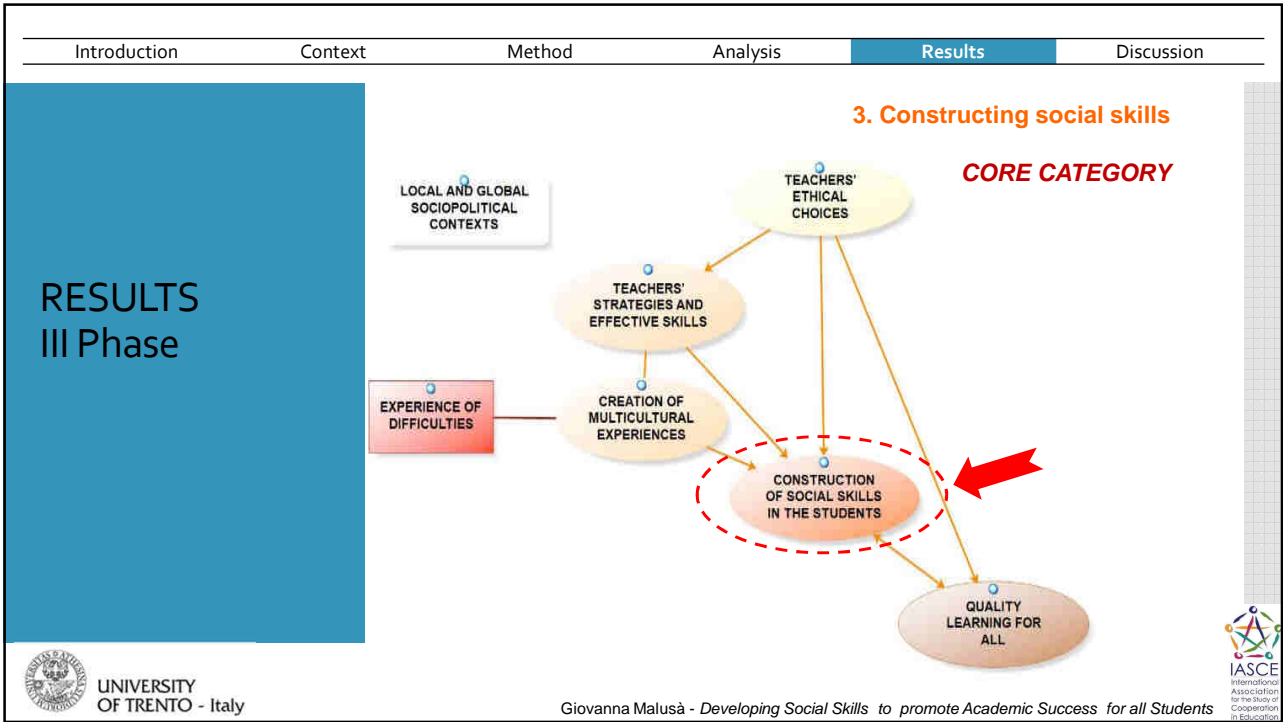 Introduction Context Method Analysis Results Discussion
3. Constructing social skills
CORE CATEGORY
RESULTS
III Phase
LOCAL AND GLOBAL
SOCIOPOLITICAL
CONTEXTS
TEACHERS'
ETHICAL
CHOICES
TEACHERS'
STRATEGIES AND
EFFECTIVE SKILLS
EXPERIENCE OF
DIFFICULTIES
CREATION OF
MULTICULTURAL
EXPERIENCES
CONSTRUCTION
OF SOCIAL SKILLS
IN THE STUDENTS
QUALITY
LEARNING FOR
ALL
UNIVERSITY
OF TRENTO - Italy
Giovanna Malusà - Developing Social Skills to promote Academic Success for all Students
IASCE
International
Association
for the Study of
Cooperation
in Education